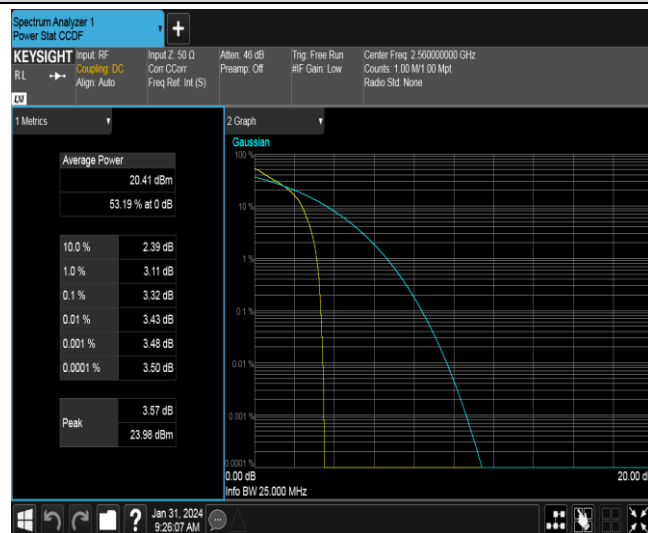 Spectrum Analyzer 1
Power Stat CCDF
+
KEYSIGHT Input: RF Input Z: 50 Ω Atten: 46 dB Trig: Free Run Center Freq: 2.560000000 GHz
RL Coupling: DC Corr CCorr Preamp: Off #IF Gain: Low Counts: 1.00 M/1.00 Mpt
Align: Auto Freq Ref: Int (S) Radio Std: None
LXI
1 Metrics
Average Power
20.41 dBm
53.19 % at 0 dB
10.0 % 2.39 dB
1.0 % 3.11 dB
0.1 % 3.32 dB
0.01 % 3.43 dB
0.001 % 3.48 dB
0.0001 % 3.50 dB
Peak 3.57 dB
23.98 dBm
2 Graph
Gaussian
100 %
10 %
1 %
0.1 %
0.01 %
0.001 %
0.0001 %
0.00 dB 20.00 d
Info BW 25.000 MHz
? Jan 31, 2024
9:26:07 AM